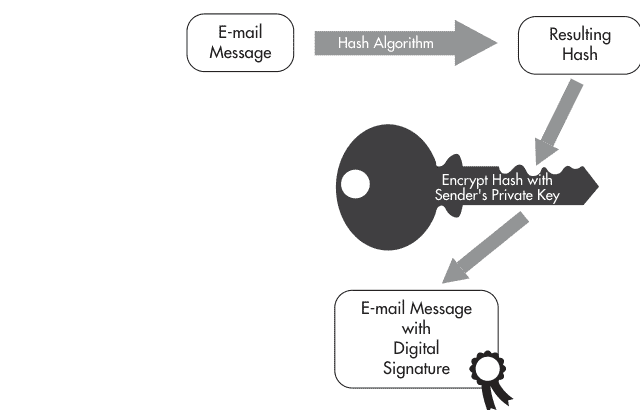 E-mail
Message
Hash Algorithm
Resulting
Hash
Encrypt Hash with
Sender's Private Key
E-mail Message
with
Digital
Signature